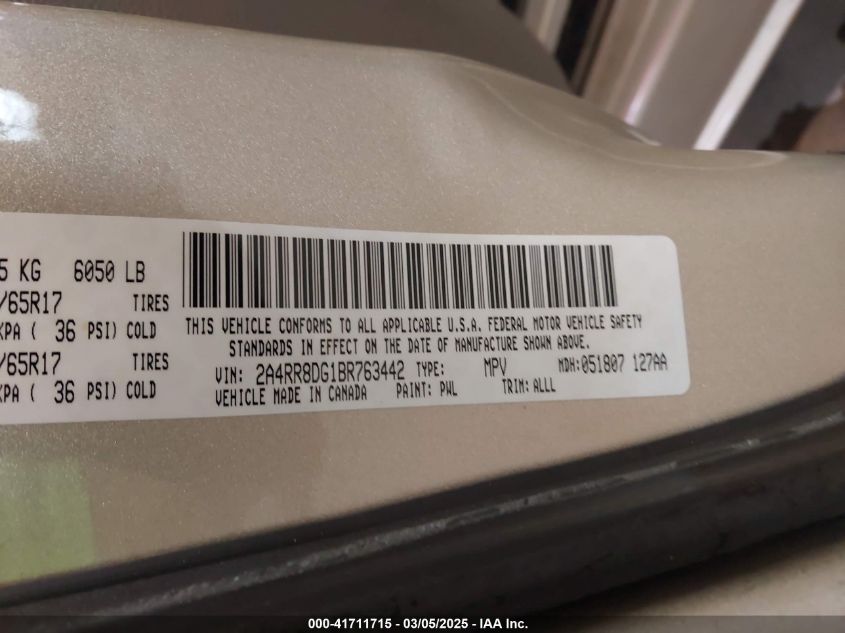 5 KG 6050 LB
/65R17 TIRES
KPA ( 36 PSI) COLD
/65R17 TIRES
KPA ( 36 PSI) COLD
THIS VEHICLE CONFORMS TO ALL APPLICABLE U.S.A. FEDERAL MOTOR VEHICLE SAFETY
STANDARDS IN EFFECT ON THE DATE OF MANUFACTURE SHOWN ABOVE.
VIN: 2A4RR8DG1BR763442 TYPE: MPV MDH:051807 127AA
VEHICLE MADE IN CANADA PAINT: PWL TRIM: ALLL
000-41711715 - 03/05/2025 - IAA Inc.